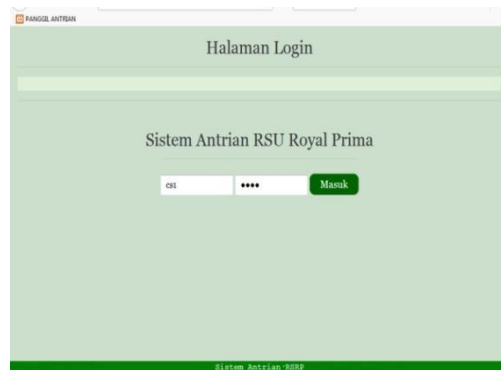 PANGGIL ANTRIAN
Halaman Login
Sistem Antrian RSU Royal Prima
cs1 •••• Masuk
Sistem Antrian RSRP